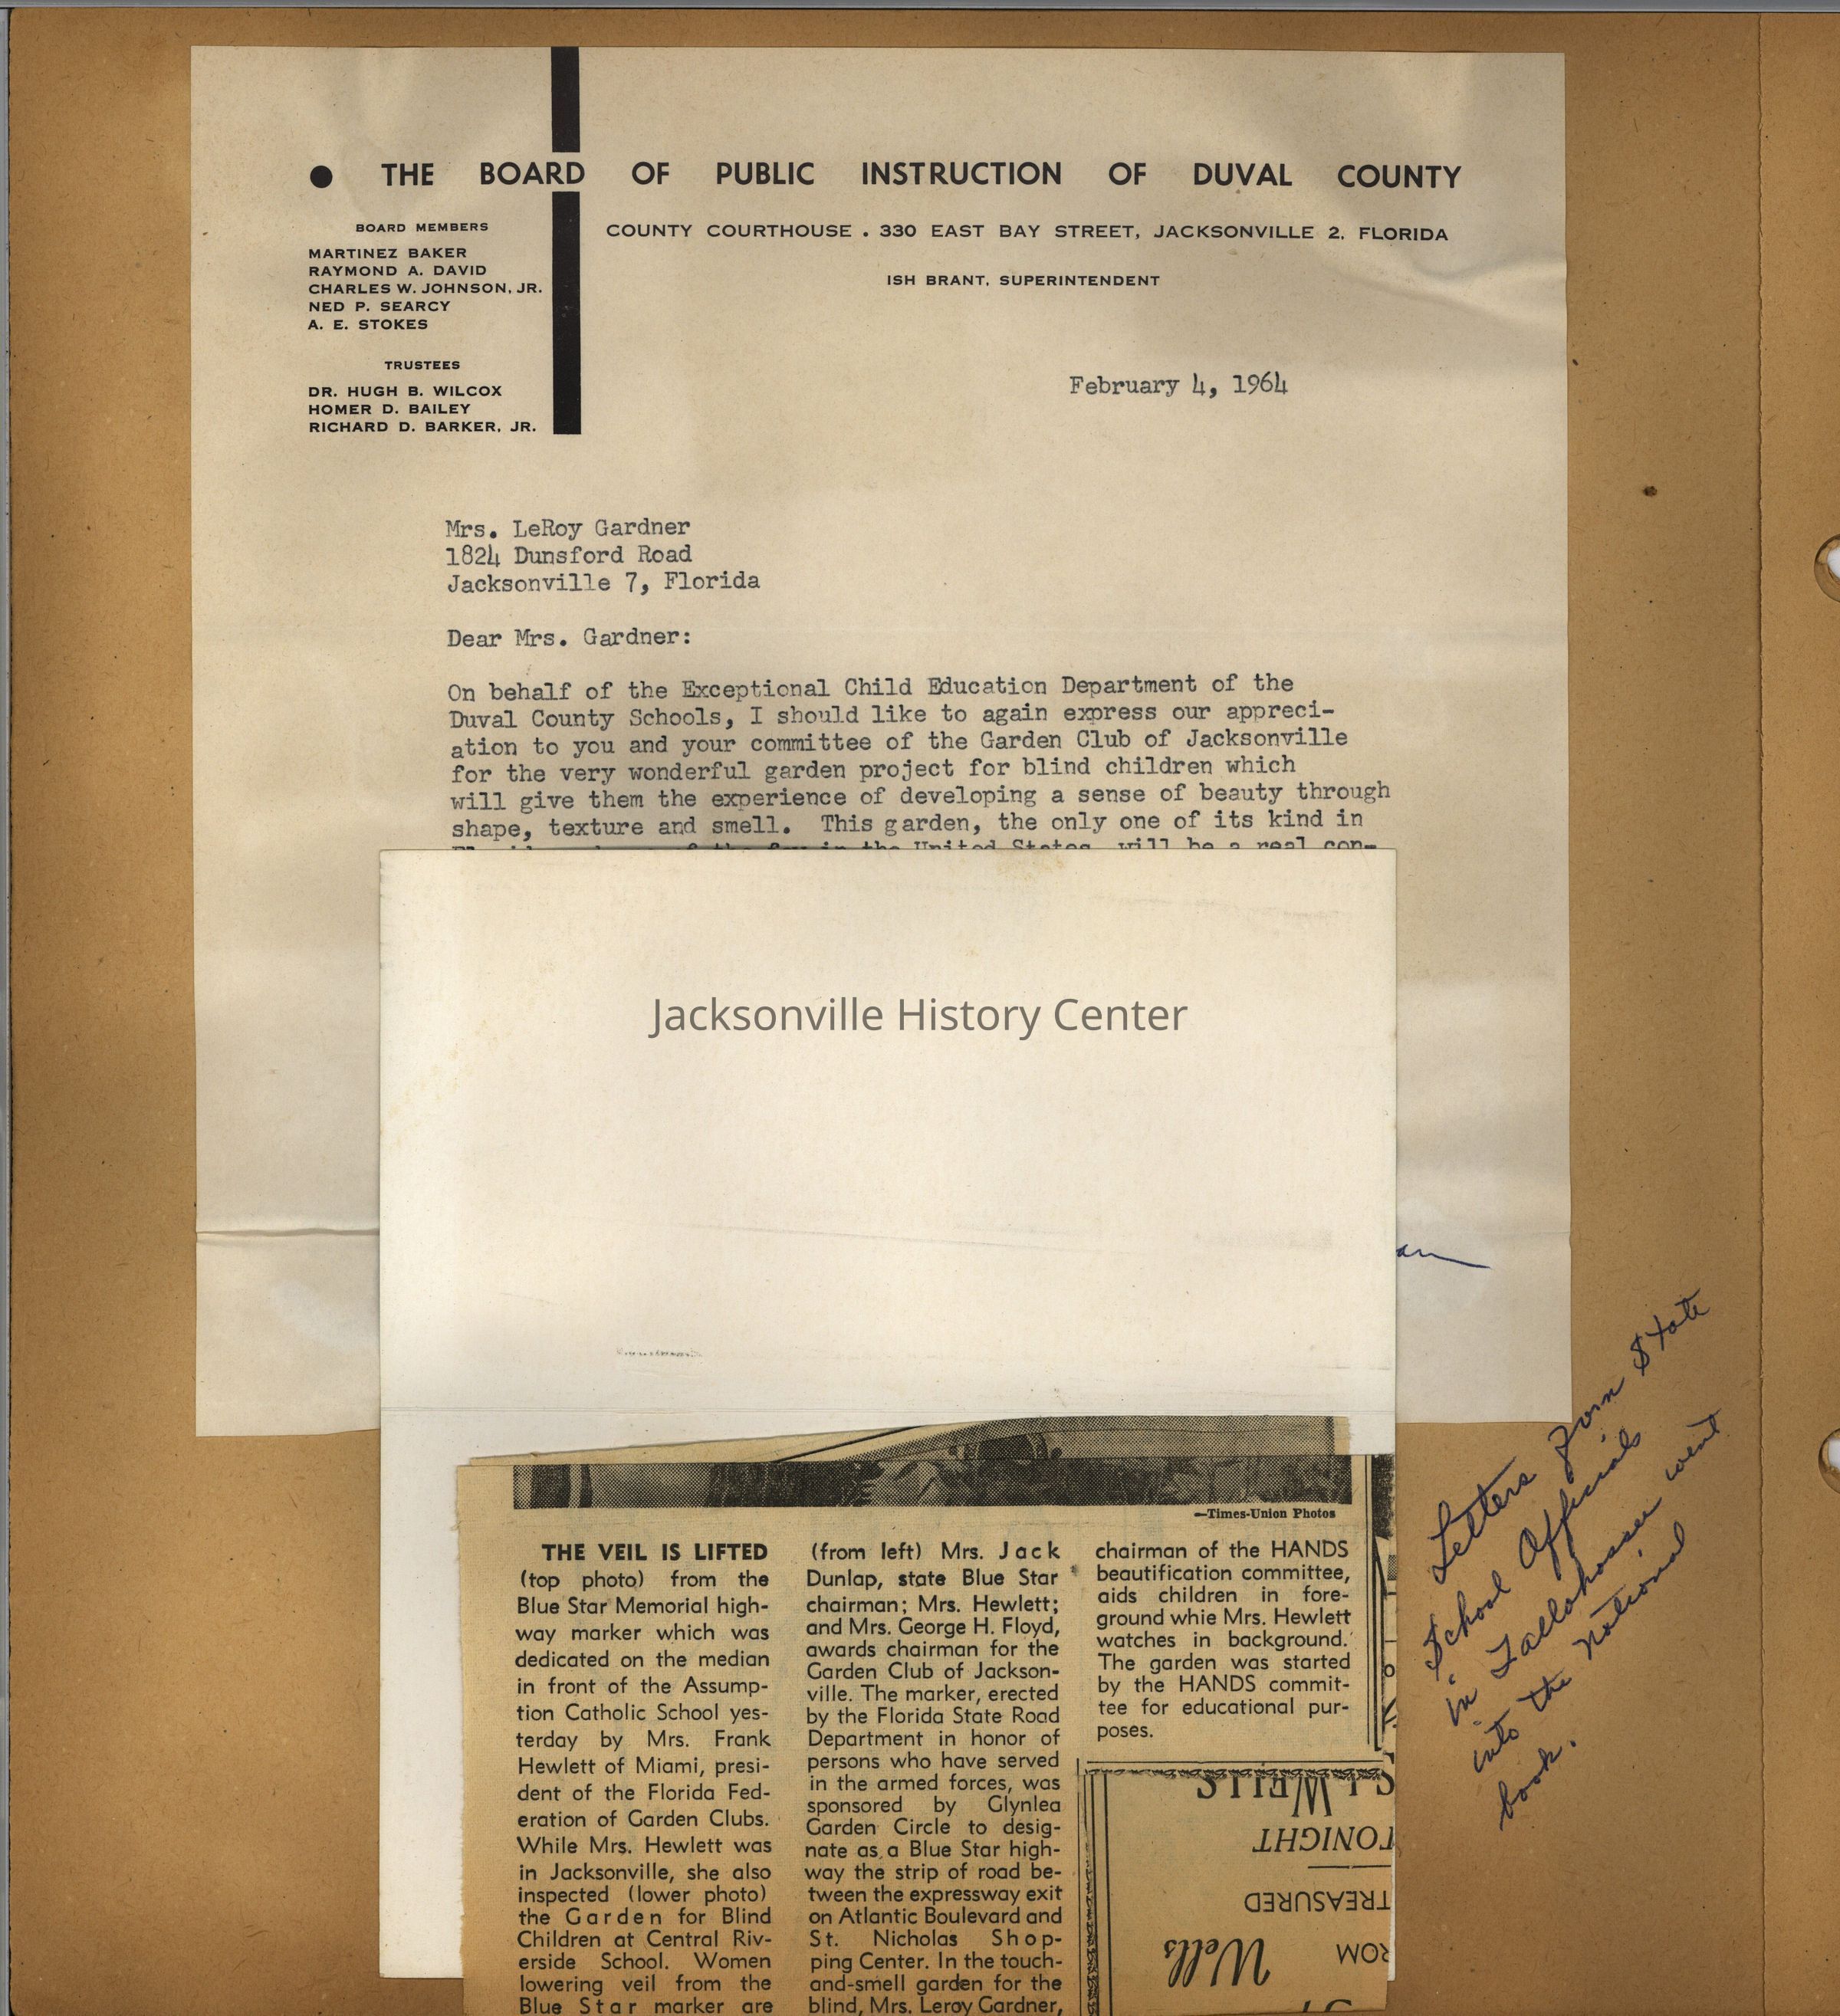 THE BOARD OF PUBLIC INSTRUCTION OF DUVAL COUNTY
COUNTY COURTHOUSE . 330 EAST BAY STREET, JACKSONVILLE 2, FLORIDA
ISH BRANT, SUPERINTENDENT
BOARD MEMBERS
MARTINEZ BAKER
RAYMOND A. DAVID
CHARLES W. JOHNSON, JR.
NED P. SEARCY
A. E. STOKES
TRUSTEES
DR. HUGH B. WILCOX
HOMER D. BAILEY
RICHARD D. BARKER, JR.
February 4, 1964
Mrs. LeRoy Gardner
1824 Dunsford Road
Jacksonville 7, Florida
Dear Mrs. Gardner:
On behalf of the Exceptional Child Education Department of the
Duval County Schools, I should like to again express our appreci-
ation to you and your committee of the Garden Club of Jacksonville
for the very wonderful garden project for blind children which
will give them the experience of developing a sense of beauty through
shape, texture and smell. This garden, the only one of its kind in
the United States, will be a real con-
Jacksonville History Center
Letters from State
School Officials
in Tallahassee went
into the National
book.
—Times-Union Photos
THE VEIL IS LIFTED
(top photo) from the
Blue Star Memorial high-
way marker which was
dedicated on the median
in front of the Assump-
tion Catholic School yes-
terday by Mrs. Frank
Hewlett of Miami, presi-
dent of the Florida Fed-
eration of Garden Clubs.
While Mrs. Hewlett was
in Jacksonville, she also
inspected (lower photo)
the Garden for Blind
Children at Central Riv-
erside School. Women
lowering veil from the
Blue Star marker are
(from left) Mrs. Jack
Dunlap, state Blue Star
chairman; Mrs. Hewlett;
and Mrs. George H. Floyd,
awards chairman for the
Garden Club of Jackson-
ville. The marker, erected
by the Florida State Road
Department in honor of
persons who have served
in the armed forces, was
sponsored by Glynlea
Garden Circle to desig-
nate as a Blue Star high-
way the strip of road be-
tween the expressway exit
on Atlantic Boulevard and
St. Nicholas Shop-
ping Center. In the touch-
and-smell garden for the
blind, Mrs. Leroy Gardner,
chairman of the HANDS
beautification committee,
aids children in fore-
ground whie Mrs. Hewlett
watches in background.
The garden was started
by the HANDS commit-
tee for educational pur-
poses.
Wells
ROM
TREASURED
TONIGHT